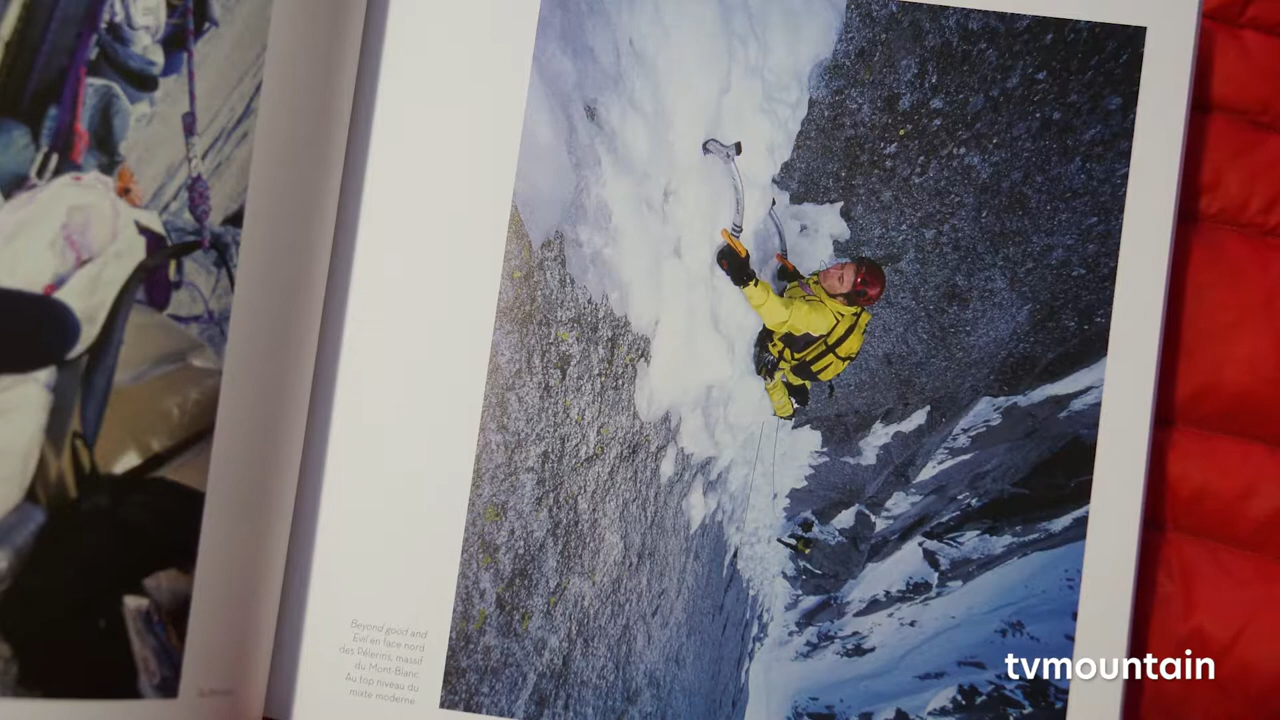 Beyond good and
Evil en face nord
des Pélerins, massif
du Mont-Blanc.
Au top niveau du
mixte moderne
tvmountain